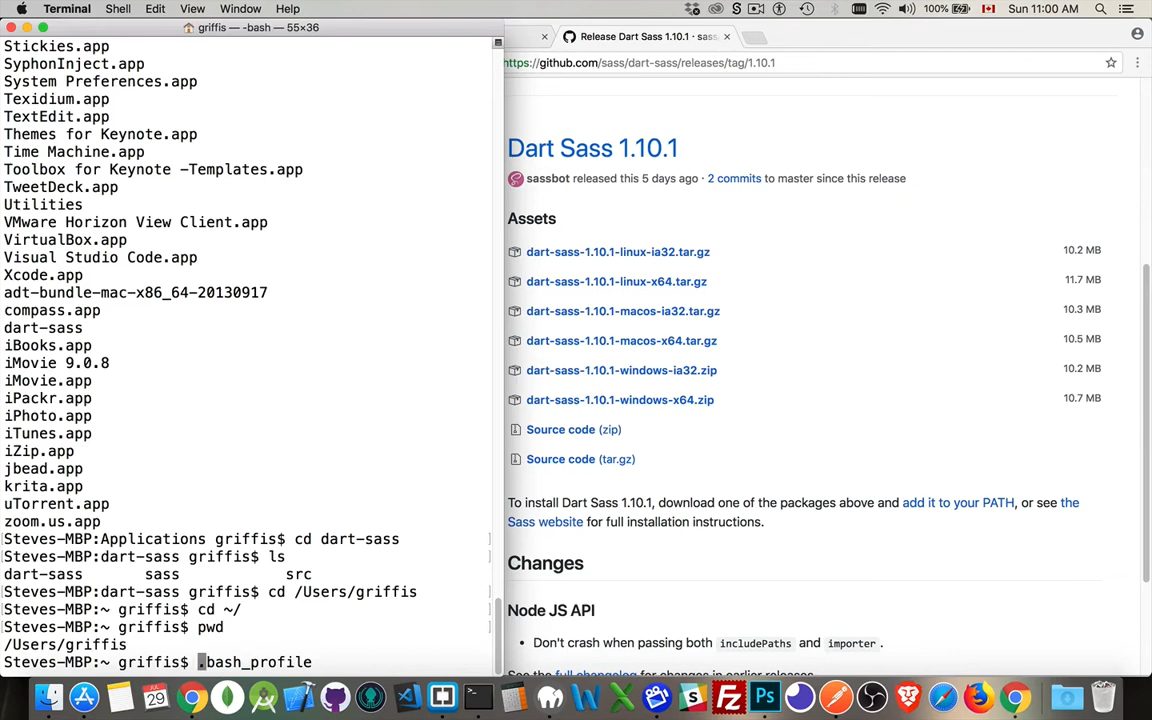 Terminal Shell Edit View Window Help 100% Sun 11:00 AM
griffis — -bash — 55×36
Stickies.app
SyphonInject.app
System Preferences.app
Texidium.app
TextEdit.app
Themes for Keynote.app
Time Machine.app
Toolbox for Keynote -Templates.app
TweetDeck.app
Utilities
VMware Horizon View Client.app
VirtualBox.app
Visual Studio Code.app
Xcode.app
adt-bundle-mac-x86_64-20130917
compass.app
dart-sass
iBooks.app
iMovie 9.0.8
iMovie.app
iPackr.app
iPhoto.app
iTunes.app
iZip.app
jbead.app
krita.app
uTorrent.app
zoom.us.app
Steves-MBP:Applications griffis$ cd dart-sass
Steves-MBP:dart-sass griffis$ ls
dart-sass sass src
Steves-MBP:dart-sass griffis$ cd /Users/griffis
Steves-MBP:~ griffis$ cd ~/
Steves-MBP:~ griffis$ pwd
/Users/griffis
Steves-MBP:~ griffis$ .bash_profile
Release Dart Sass 1.10.1 · sass
https://github.com/sass/dart-sass/releases/tag/1.10.1
Dart Sass 1.10.1
sassbot released this 5 days ago · 2 commits to master since this release
Assets
dart-sass-1.10.1-linux-ia32.tar.gz 10.2 MB
dart-sass-1.10.1-linux-x64.tar.gz 11.7 MB
dart-sass-1.10.1-macos-ia32.tar.gz 10.3 MB
dart-sass-1.10.1-macos-x64.tar.gz 10.5 MB
dart-sass-1.10.1-windows-ia32.zip 10.2 MB
dart-sass-1.10.1-windows-x64.zip 10.7 MB
Source code (zip)
Source code (tar.gz)
To install Dart Sass 1.10.1, download one of the packages above and add it to your PATH, or see the
Sass website for full installation instructions.
Changes
Node JS API
• Don't crash when passing both includePaths and importer.
See the full changelog for changes in earlier releases.
JUL
29